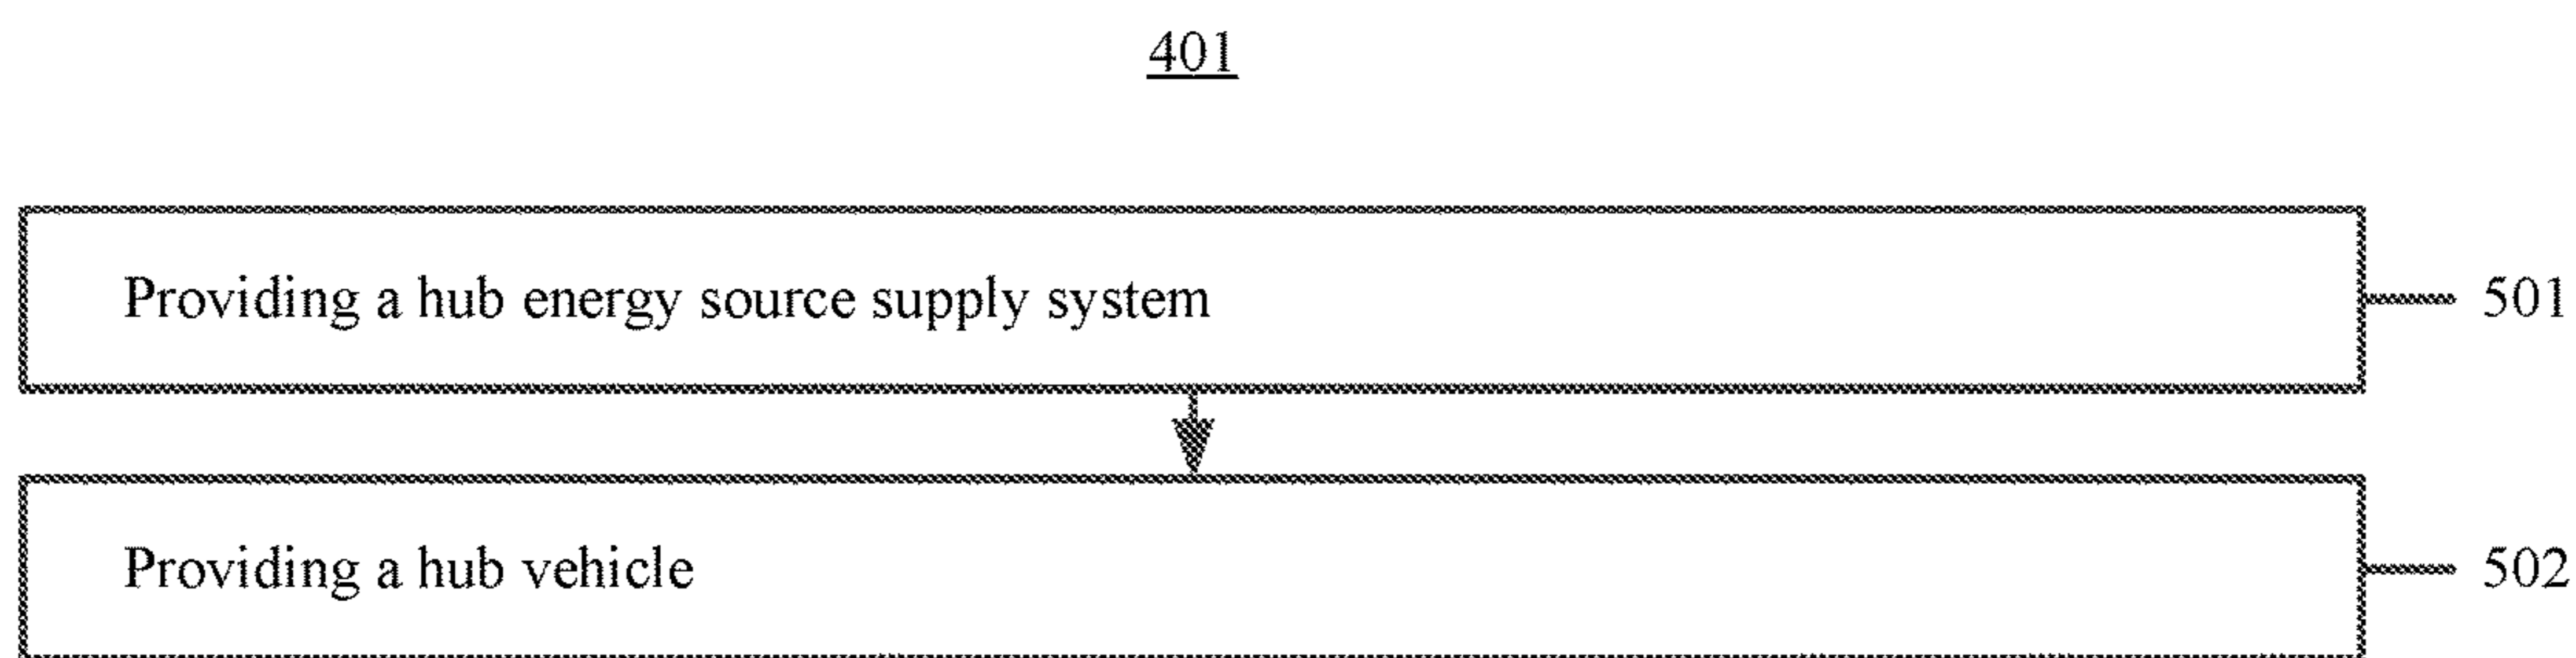 401
Providing a hub energy source supply system
501
Providing a hub vehicle
502